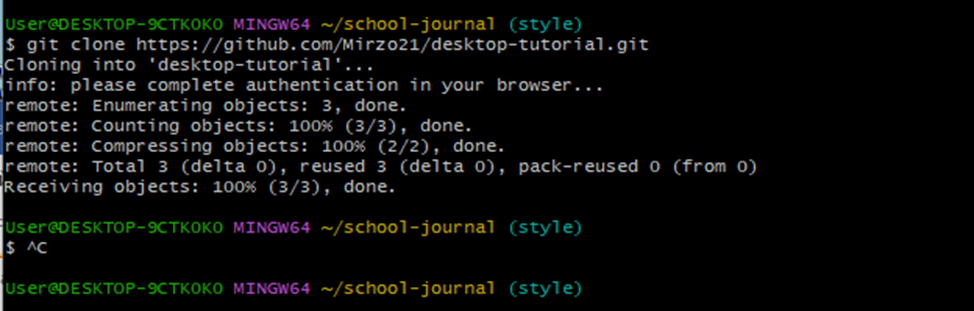 User@DESKTOP-9CTKOKO MINGW64 ~/school-journal (style)
$ git clone https://github.com/Mirzo21/desktop-tutorial.git
Cloning into 'desktop-tutorial'...
info: please complete authentication in your browser...
remote: Enumerating objects: 3, done.
remote: Counting objects: 100% (3/3), done.
remote: Compressing objects: 100% (2/2), done.
remote: Total 3 (delta 0), reused 3 (delta 0), pack-reused 0 (from 0)
Receiving objects: 100% (3/3), done.
User@DESKTOP-9CTKOKO MINGW64 ~/school-journal (style)
$ ^C
User@DESKTOP-9CTKOKO MINGW64 ~/school-journal (style)